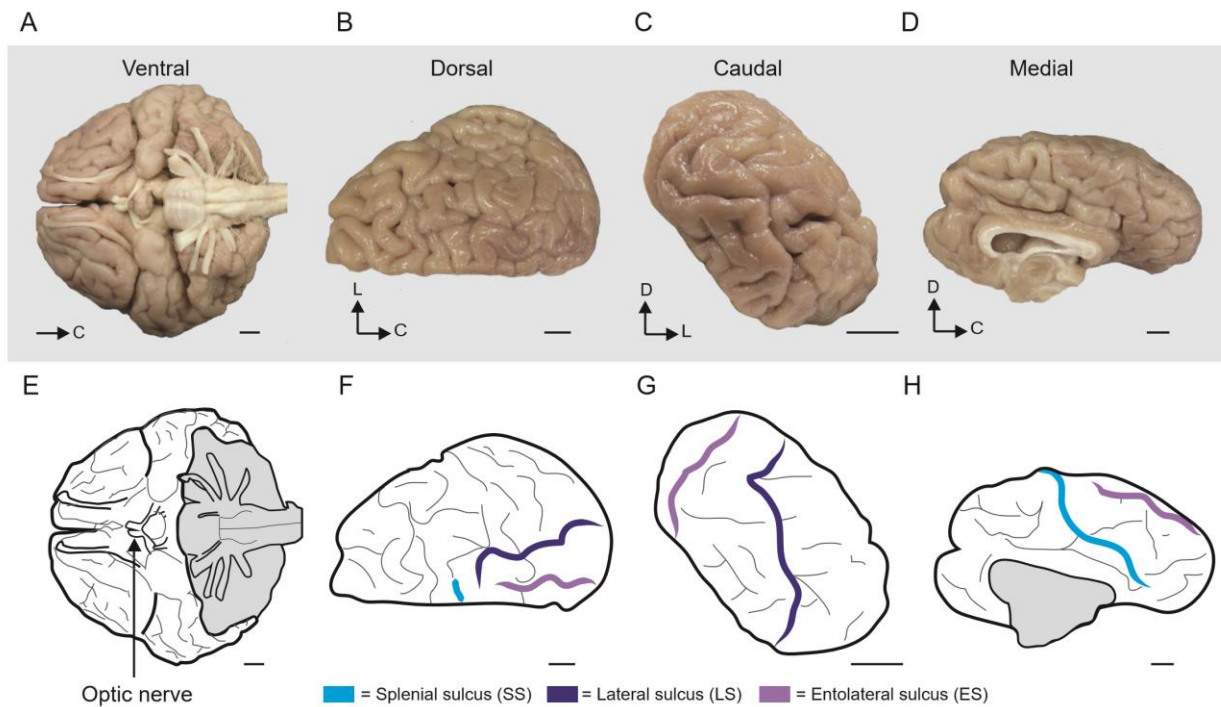 A
B
C
D
Ventral
Dorsal
Caudal
Medial
C
L
C
D
L
D
C
E
F
G
H
Optic nerve
= Splenial sulcus (SS)
= Lateral sulcus (LS)
= Entolateral sulcus (ES)